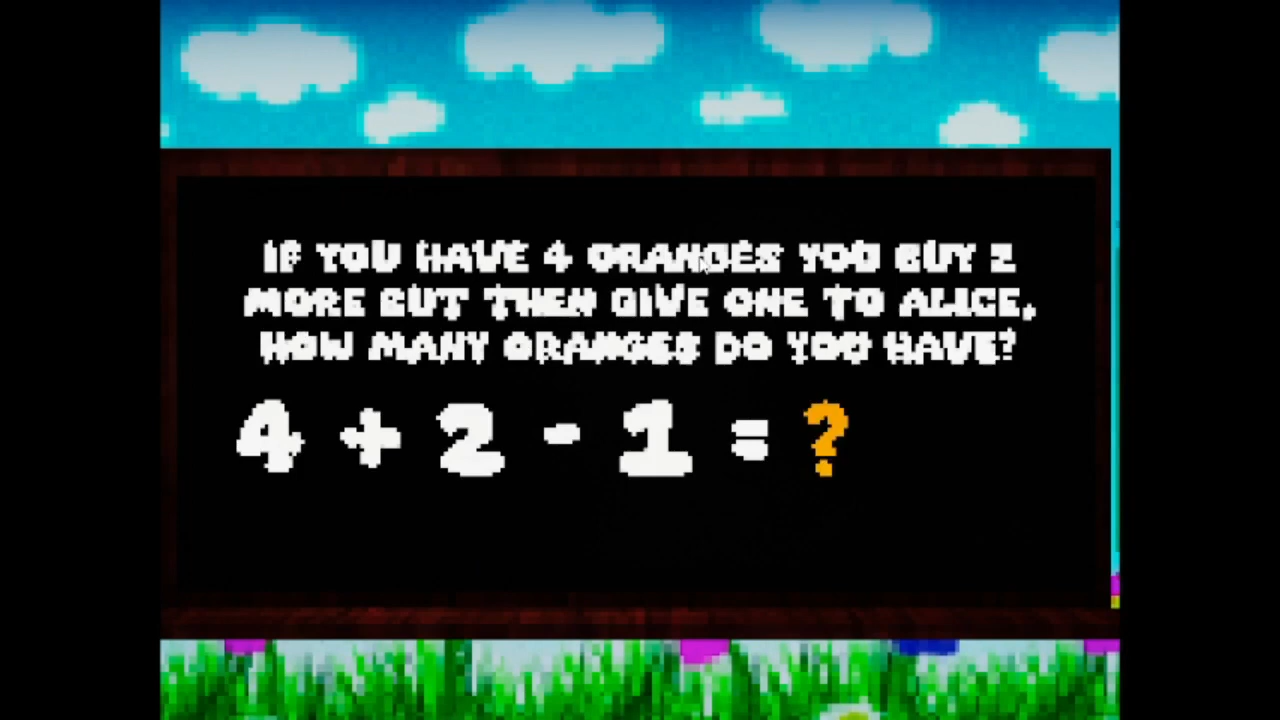 IF YOU HAVE 4 ORANGES YOU BUY 2
MORE BUT THEN GIVE ONE TO ALICE,
HOW MANY ORANGES DO YOU HAVE?
4 + 2 - 1 = ?